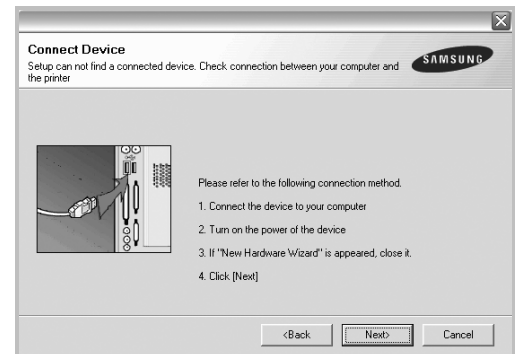 Connect Device
Setup can not find a connected device. Check connection between your computer and
the printer
SAMSUNG
Please refer to the following connection method.
1. Connect the device to your computer
2. Turn on the power of the device
3. If "New Hardware Wizard" is appeared, close it.
4. Click [Next]
<Back
Next>
Cancel